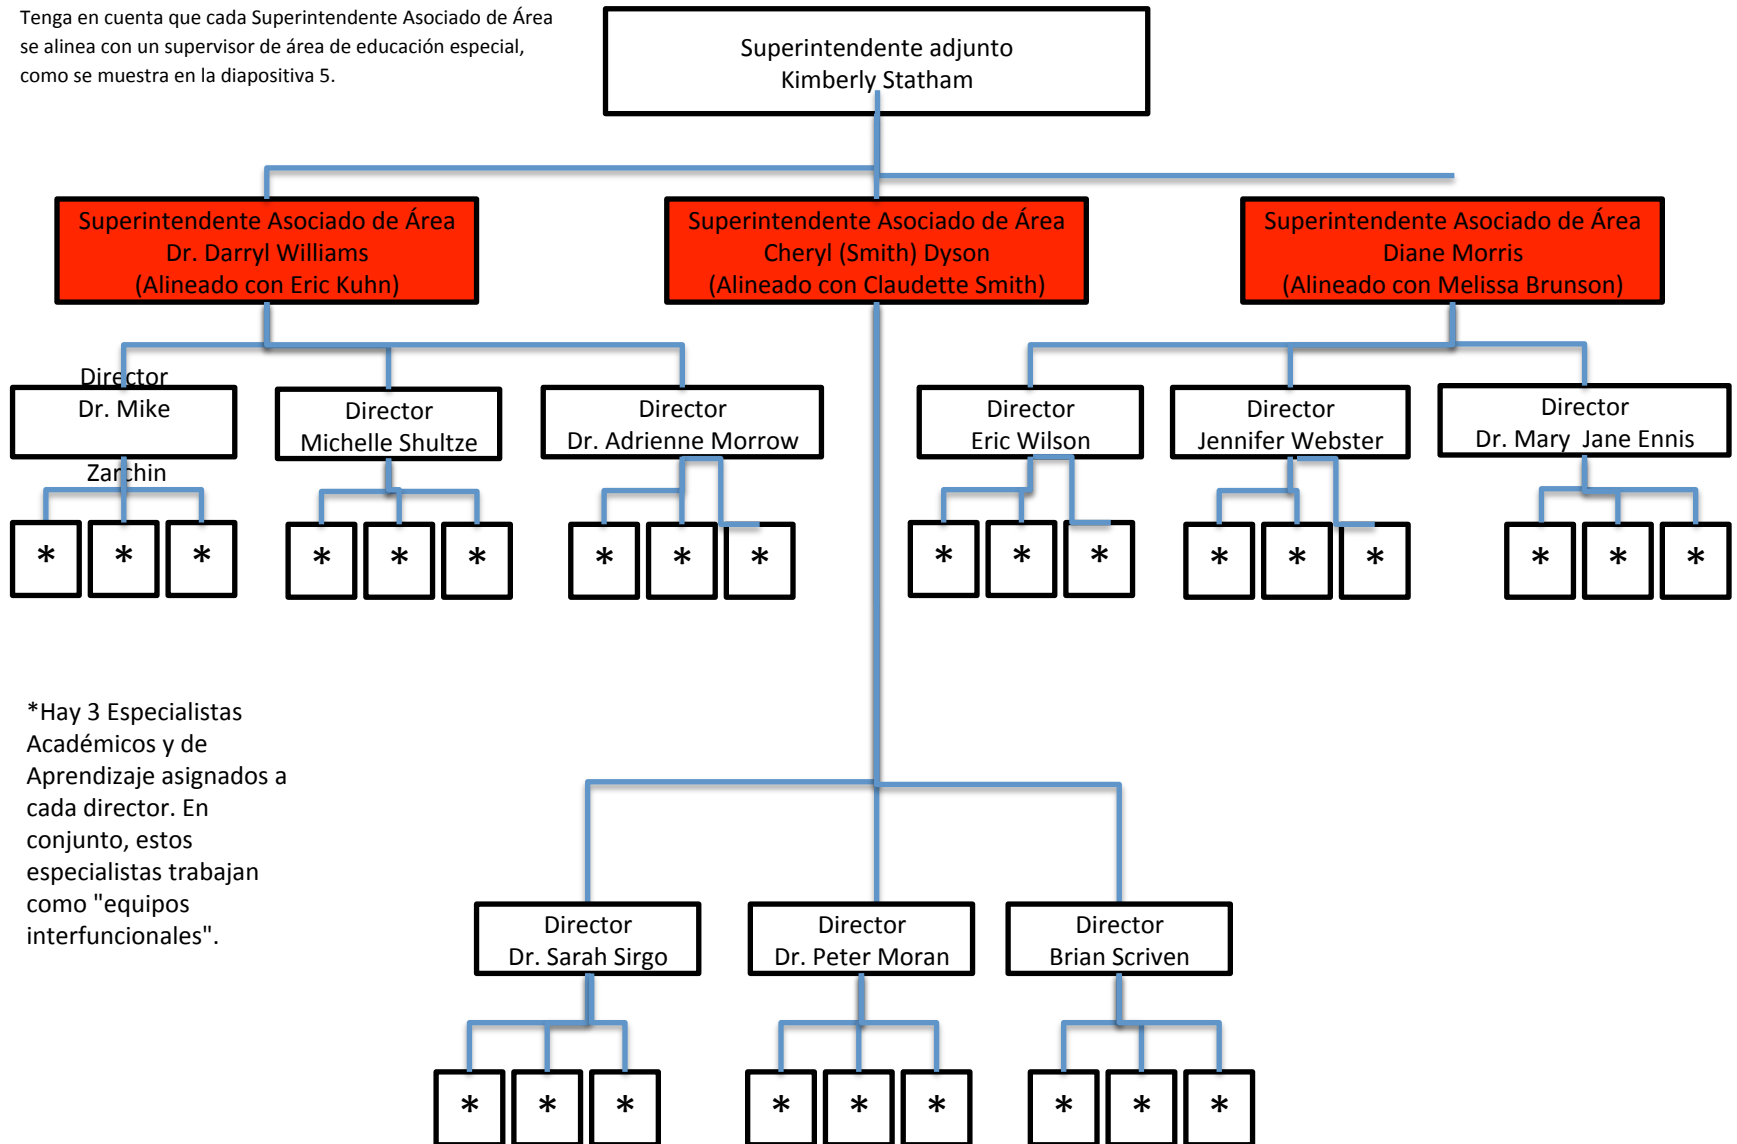 Tenga en cuenta que cada Superintendente Asociado de Área
se alinea con un supervisor de área de educación especial,
como se muestra en la diapositiva 5.
Superintendente adjunto
Kimberly Statham
Superintendente Asociado de Área
Dr. Darryl Williams
(Alineado con Eric Kuhn)
Superintendente Asociado de Área
Cheryl (Smith) Dyson
(Alineado con Claudette Smith)
Superintendente Asociado de Área
Diane Morris
(Alineado con Melissa Brunson)
Director
Dr. Mike
Zarchin
Director
Michelle Shultze
Director
Dr. Adrienne Morrow
Director
Eric Wilson
Director
Jennifer Webster
Director
Dr. Mary Jane Ennis
* * *
* * *
* * *
* * *
* * *
* * *
*Hay 3 Especialistas
Académicos y de
Aprendizaje asignados a
cada director. En
conjunto, estos
especialistas trabajan
como "equipos
interfuncionales".
Director
Dr. Sarah Sirgo
Director
Dr. Peter Moran
Director
Brian Scriven
* * *
* * *
* * *